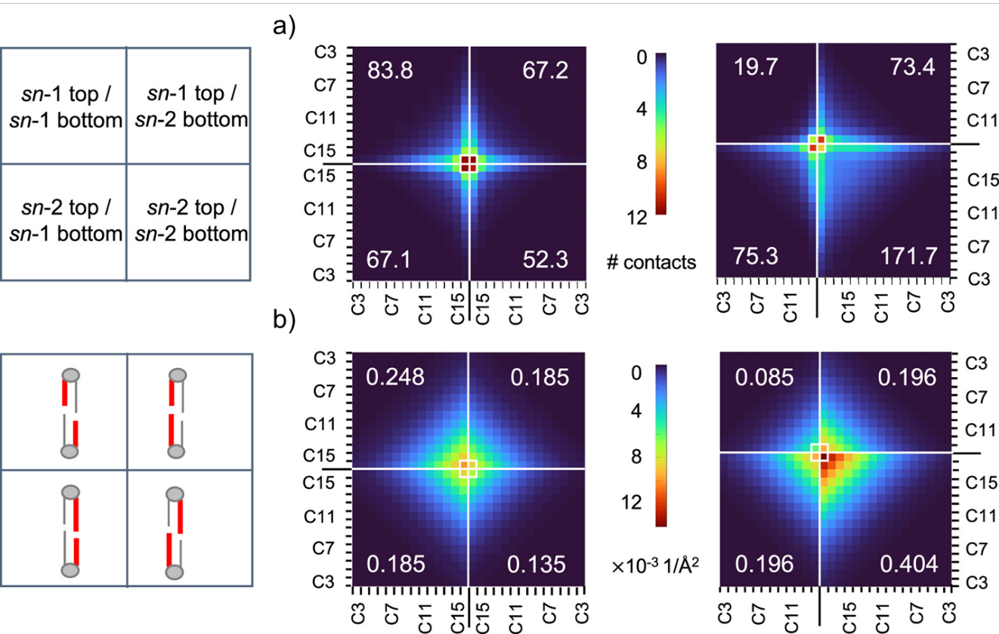 a)
sn-1 top /
sn-1 bottom
sn-1 top /
sn-2 bottom
sn-2 top /
sn-1 bottom
sn-2 top /
sn-2 bottom
C3
C7
C11
C15
C15
C11
C7
C3
83.8
67.2
67.1
52.3
C3
C7
C11
C15
C15
C11
C7
C3
0
4
8
12
# contacts
19.7
73.4
75.3
171.7
C3
C7
C11
C15
C11
C7
C3
C3
C7
C11
C15
C11
C7
C3
b)
C3
C7
C11
C15
C15
C11
C7
C3
0.248
0.185
0.185
0.135
C3
C7
C11
C15
C15
C11
C7
C3
0
4
8
12
×10⁻³ 1/Å²
0.085
0.196
0.196
0.404
C3
C7
C11
C15
C11
C7
C3
C3
C7
C11
C15
C11
C7
C3